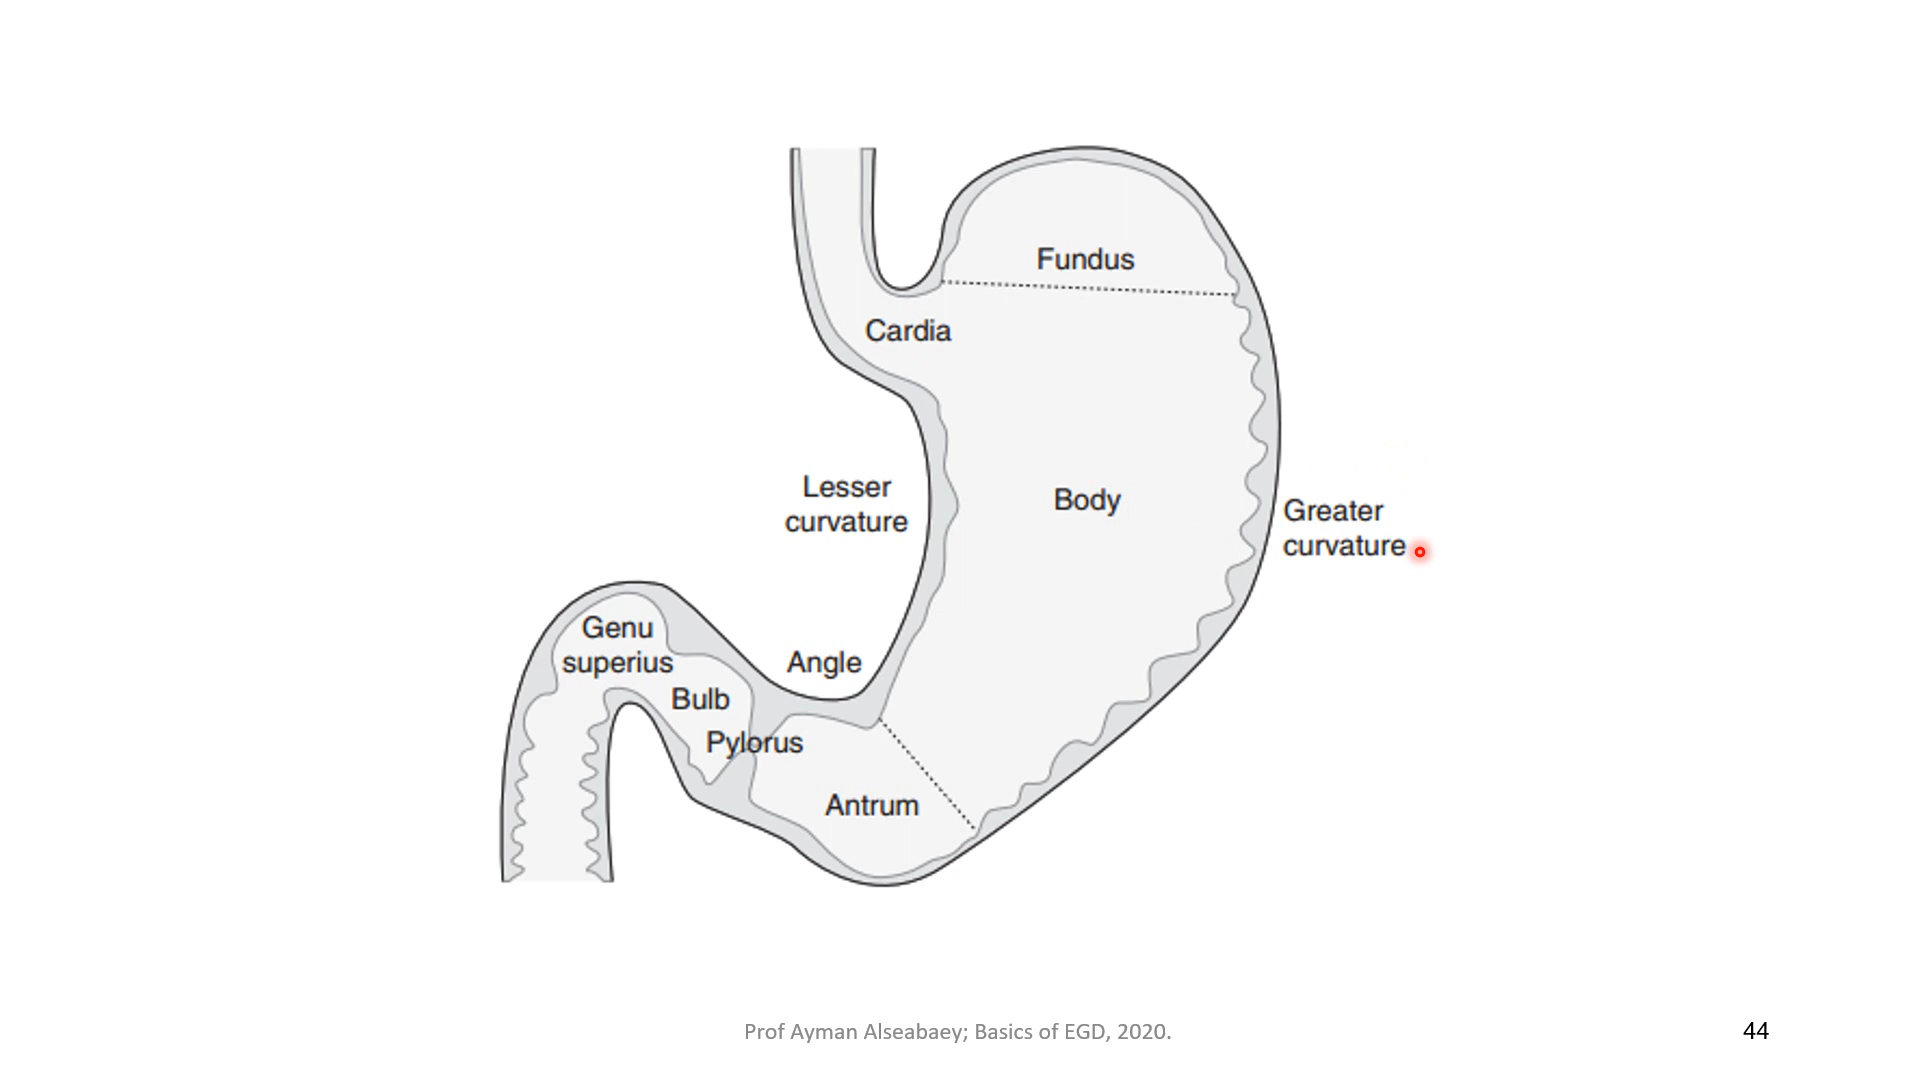 Fundus
Cardia
Lesser
curvature
Body
Greater
curvature
Genu
superius
Angle
Bulb
Pylorus
Antrum
Prof Ayman Alseabaey; Basics of EGD, 2020.
44